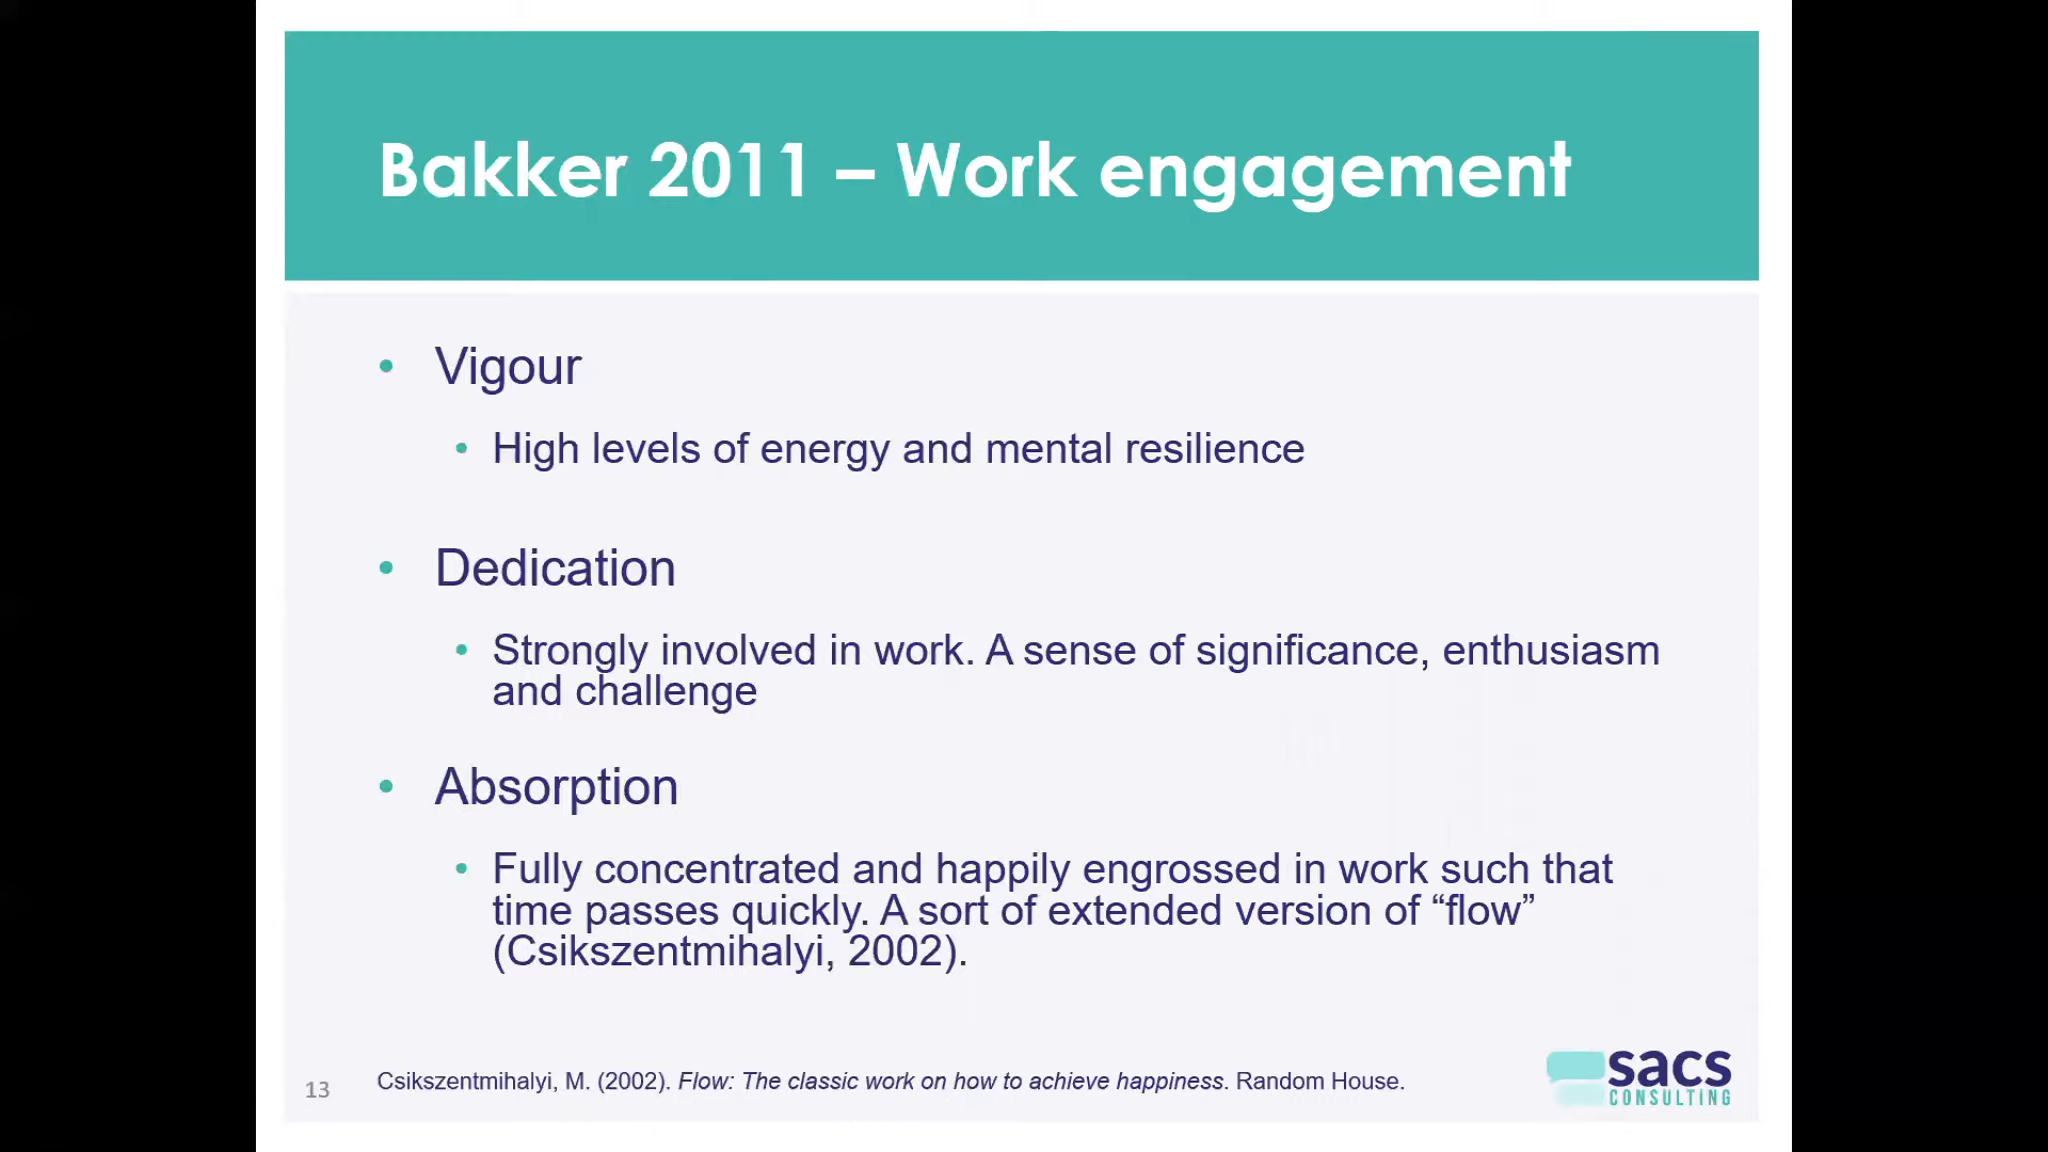 Bakker 2011 – Work engagement
• Vigour
• High levels of energy and mental resilience
• Dedication
• Strongly involved in work. A sense of significance, enthusiasm
and challenge
• Absorption
• Fully concentrated and happily engrossed in work such that
time passes quickly. A sort of extended version of “flow”
(Csikszentmihalyi, 2002).
13
Csikszentmihalyi, M. (2002). Flow: The classic work on how to achieve happiness. Random House.
sacs
CONSULTING